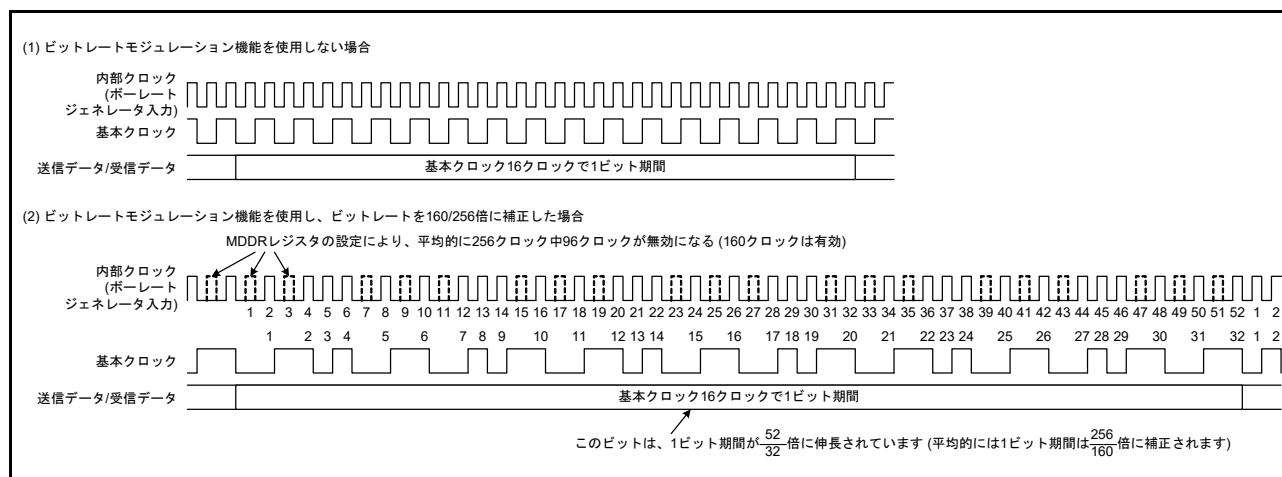 (1) ビットレートモジュレーション機能を使用しない場合
内部クロック
(ボーレート
ジェネレータ入力)
基本クロック
送信データ/受信データ
基本クロック16クロックで1ビット期間
(2) ビットレートモジュレーション機能を使用し、ビットレートを160/256倍に補正した場合
MDDRレジスタの設定により、平均的に256クロック中96クロックが無効になる (160クロックは有効)
内部クロック
(ボーレート
ジェネレータ入力)
1 2 3 4 5 6 7 8 9 10 11 12 13 14 15 16 17 18 19 20 21 22 23 24 25 26 27 28 29 30 31 32 33 34 35 36 37 38 39 40 41 42 43 44 45 46 47 48 49 50 51 52 1 2
1 2 3 4 5 6 7 8 9 10 11 12 13 14 15 16 17 18 19 20 21 22 23 24 25 26 27 28 29 30 31 32 1 2
基本クロック
送信データ/受信データ
基本クロック16クロックで1ビット期間
このビットは、1ビット期間が52/32倍に伸長されています (平均的には1ビット期間は256/160倍に補正されます)